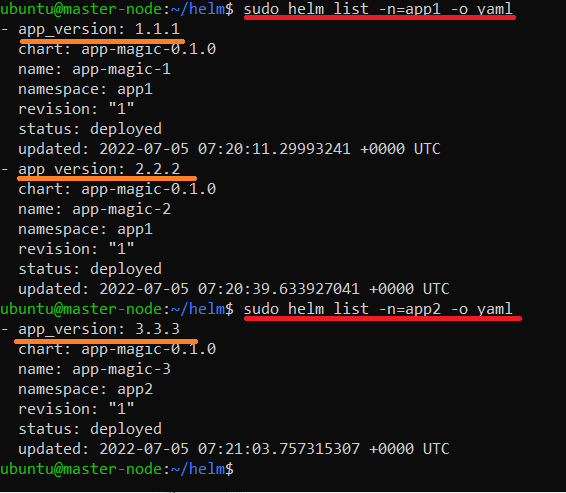 ubuntu@master-node:~/helm$ sudo helm list -n=app1 -o yaml
- app_version: 1.1.1
  chart: app-magic-0.1.0
  name: app-magic-1
  namespace: app1
  revision: "1"
  status: deployed
  updated: 2022-07-05 07:20:11.29993241 +0000 UTC
- app_version: 2.2.2
  chart: app-magic-0.1.0
  name: app-magic-2
  namespace: app1
  revision: "1"
  status: deployed
  updated: 2022-07-05 07:20:39.633927041 +0000 UTC
ubuntu@master-node:~/helm$ sudo helm list -n=app2 -o yaml
- app_version: 3.3.3
  chart: app-magic-0.1.0
  name: app-magic-3
  namespace: app2
  revision: "1"
  status: deployed
  updated: 2022-07-05 07:21:03.757315307 +0000 UTC
ubuntu@master-node:~/helm$